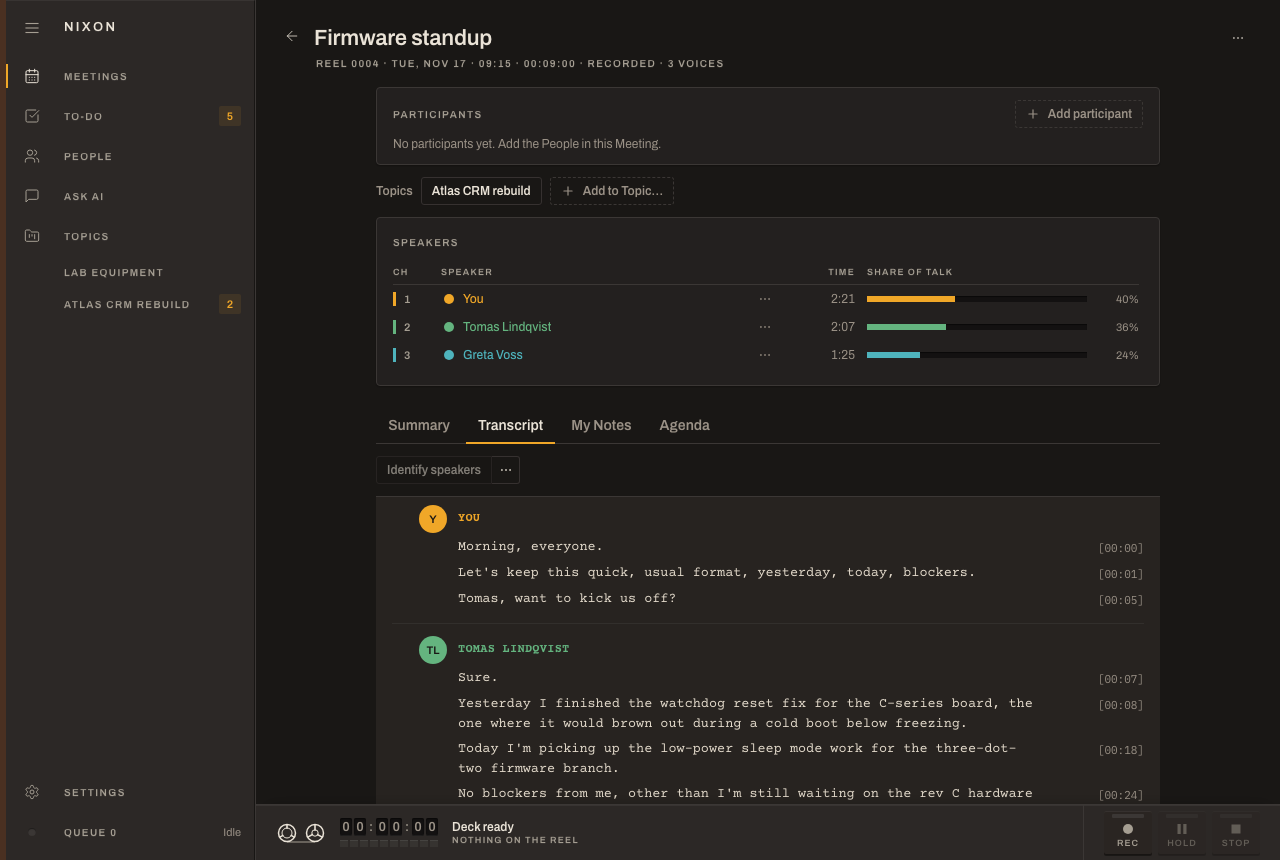 NIXON
MEETINGS
TO-DO 5
PEOPLE
ASK AI
TOPICS
LAB EQUIPMENT
ATLAS CRM REBUILD 2
SETTINGS
QUEUE 0 Idle
Firmware standup
REEL 0004 · TUE, NOV 17 · 09:15 · 00:09:00 · RECORDED · 3 VOICES
PARTICIPANTS
Add participant
No participants yet. Add the People in this Meeting.
Topics Atlas CRM rebuild Add to Topic...
SPEAKERS
CH SPEAKER TIME SHARE OF TALK
1 You 2:21 40%
2 Tomas Lindqvist 2:07 36%
3 Greta Voss 1:25 24%
Summary Transcript My Notes Agenda
Identify speakers
Y YOU
Morning, everyone. [00:00]
Let's keep this quick, usual format, yesterday, today, blockers. [00:01]
Tomas, want to kick us off? [00:05]
TL TOMAS LINDQVIST
Sure. [00:07]
Yesterday I finished the watchdog reset fix for the C-series board, the [00:08]
one where it would brown out during a cold boot below freezing.
Today I'm picking up the low-power sleep mode work for the three-dot- [00:18]
two firmware branch.
No blockers from me, other than I'm still waiting on the rev C hardware [00:24]
00:00:00 Deck ready
NOTHING ON THE REEL
REC HOLD STOP